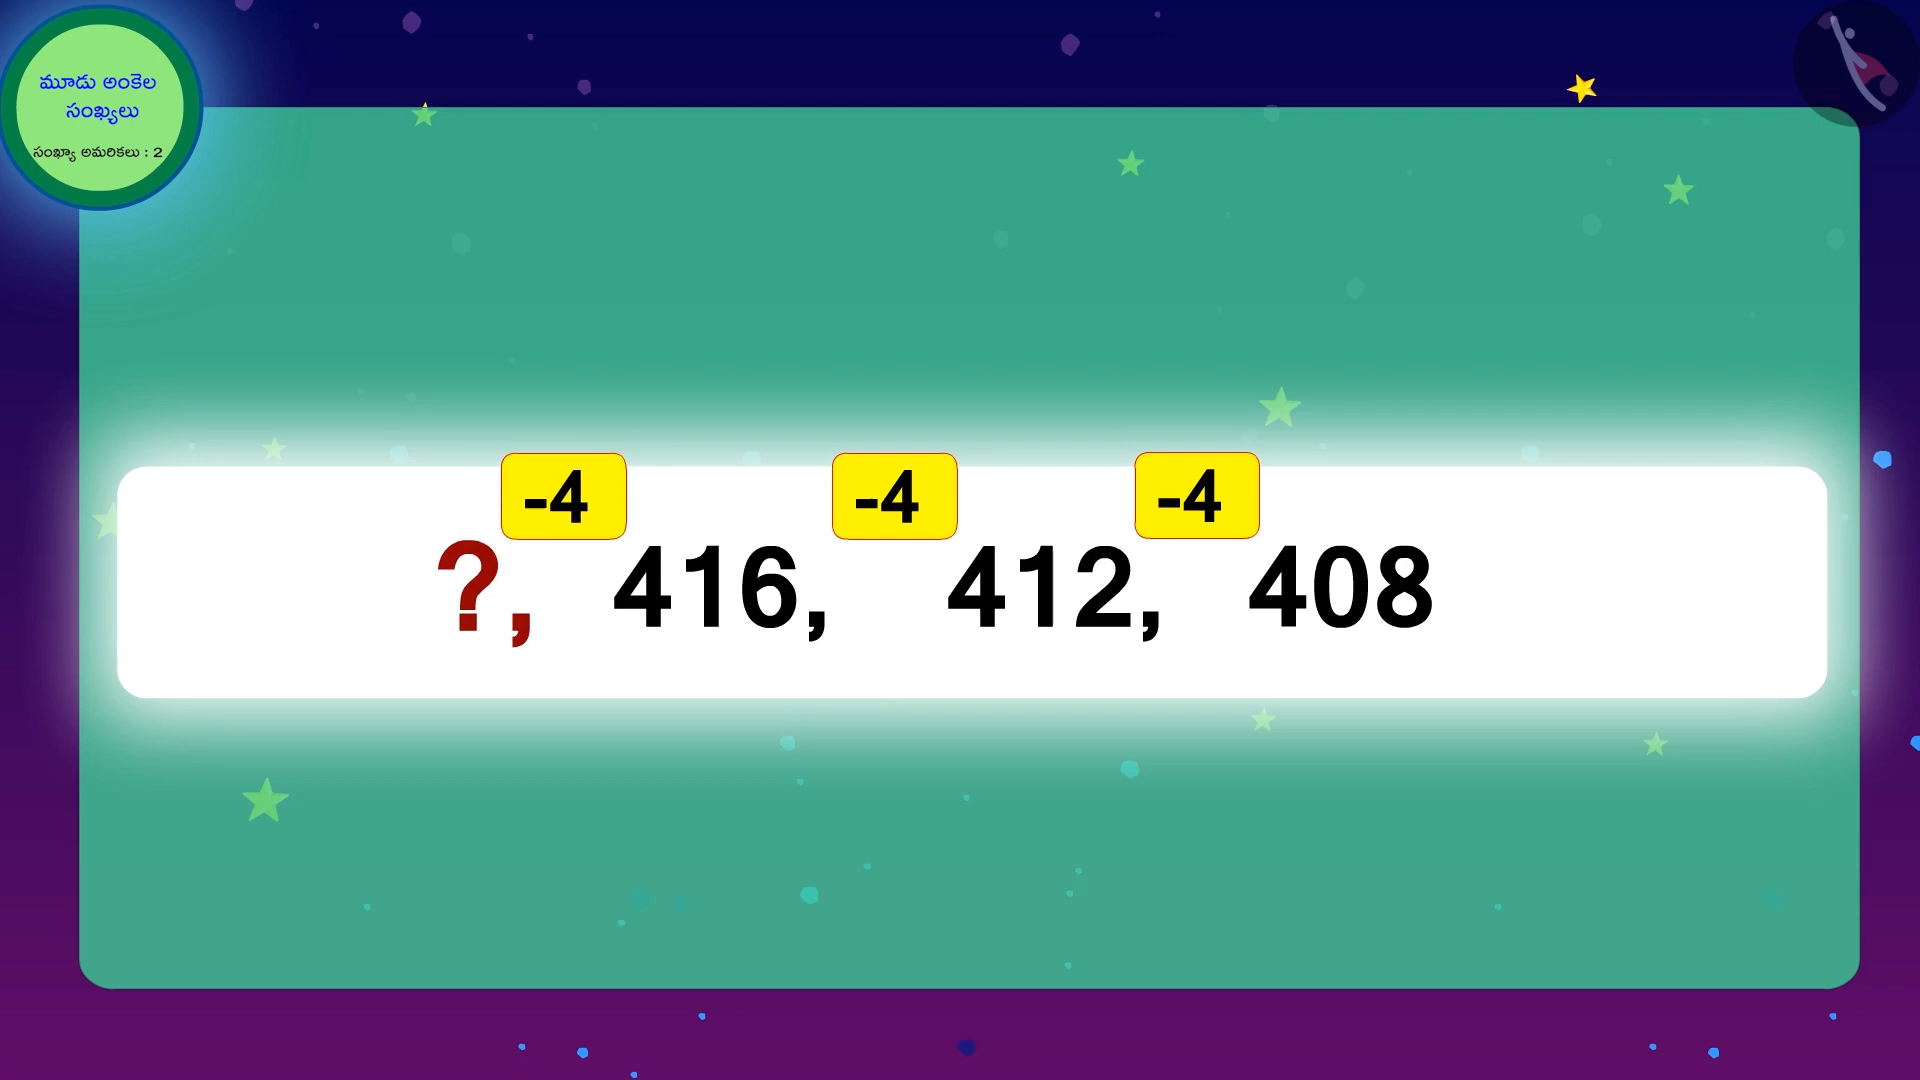 మూడు అంకెల
సంఖ్యలు
సంఖ్యా అమరికలు : 2
-4 -4 -4
?, 416, 412, 408